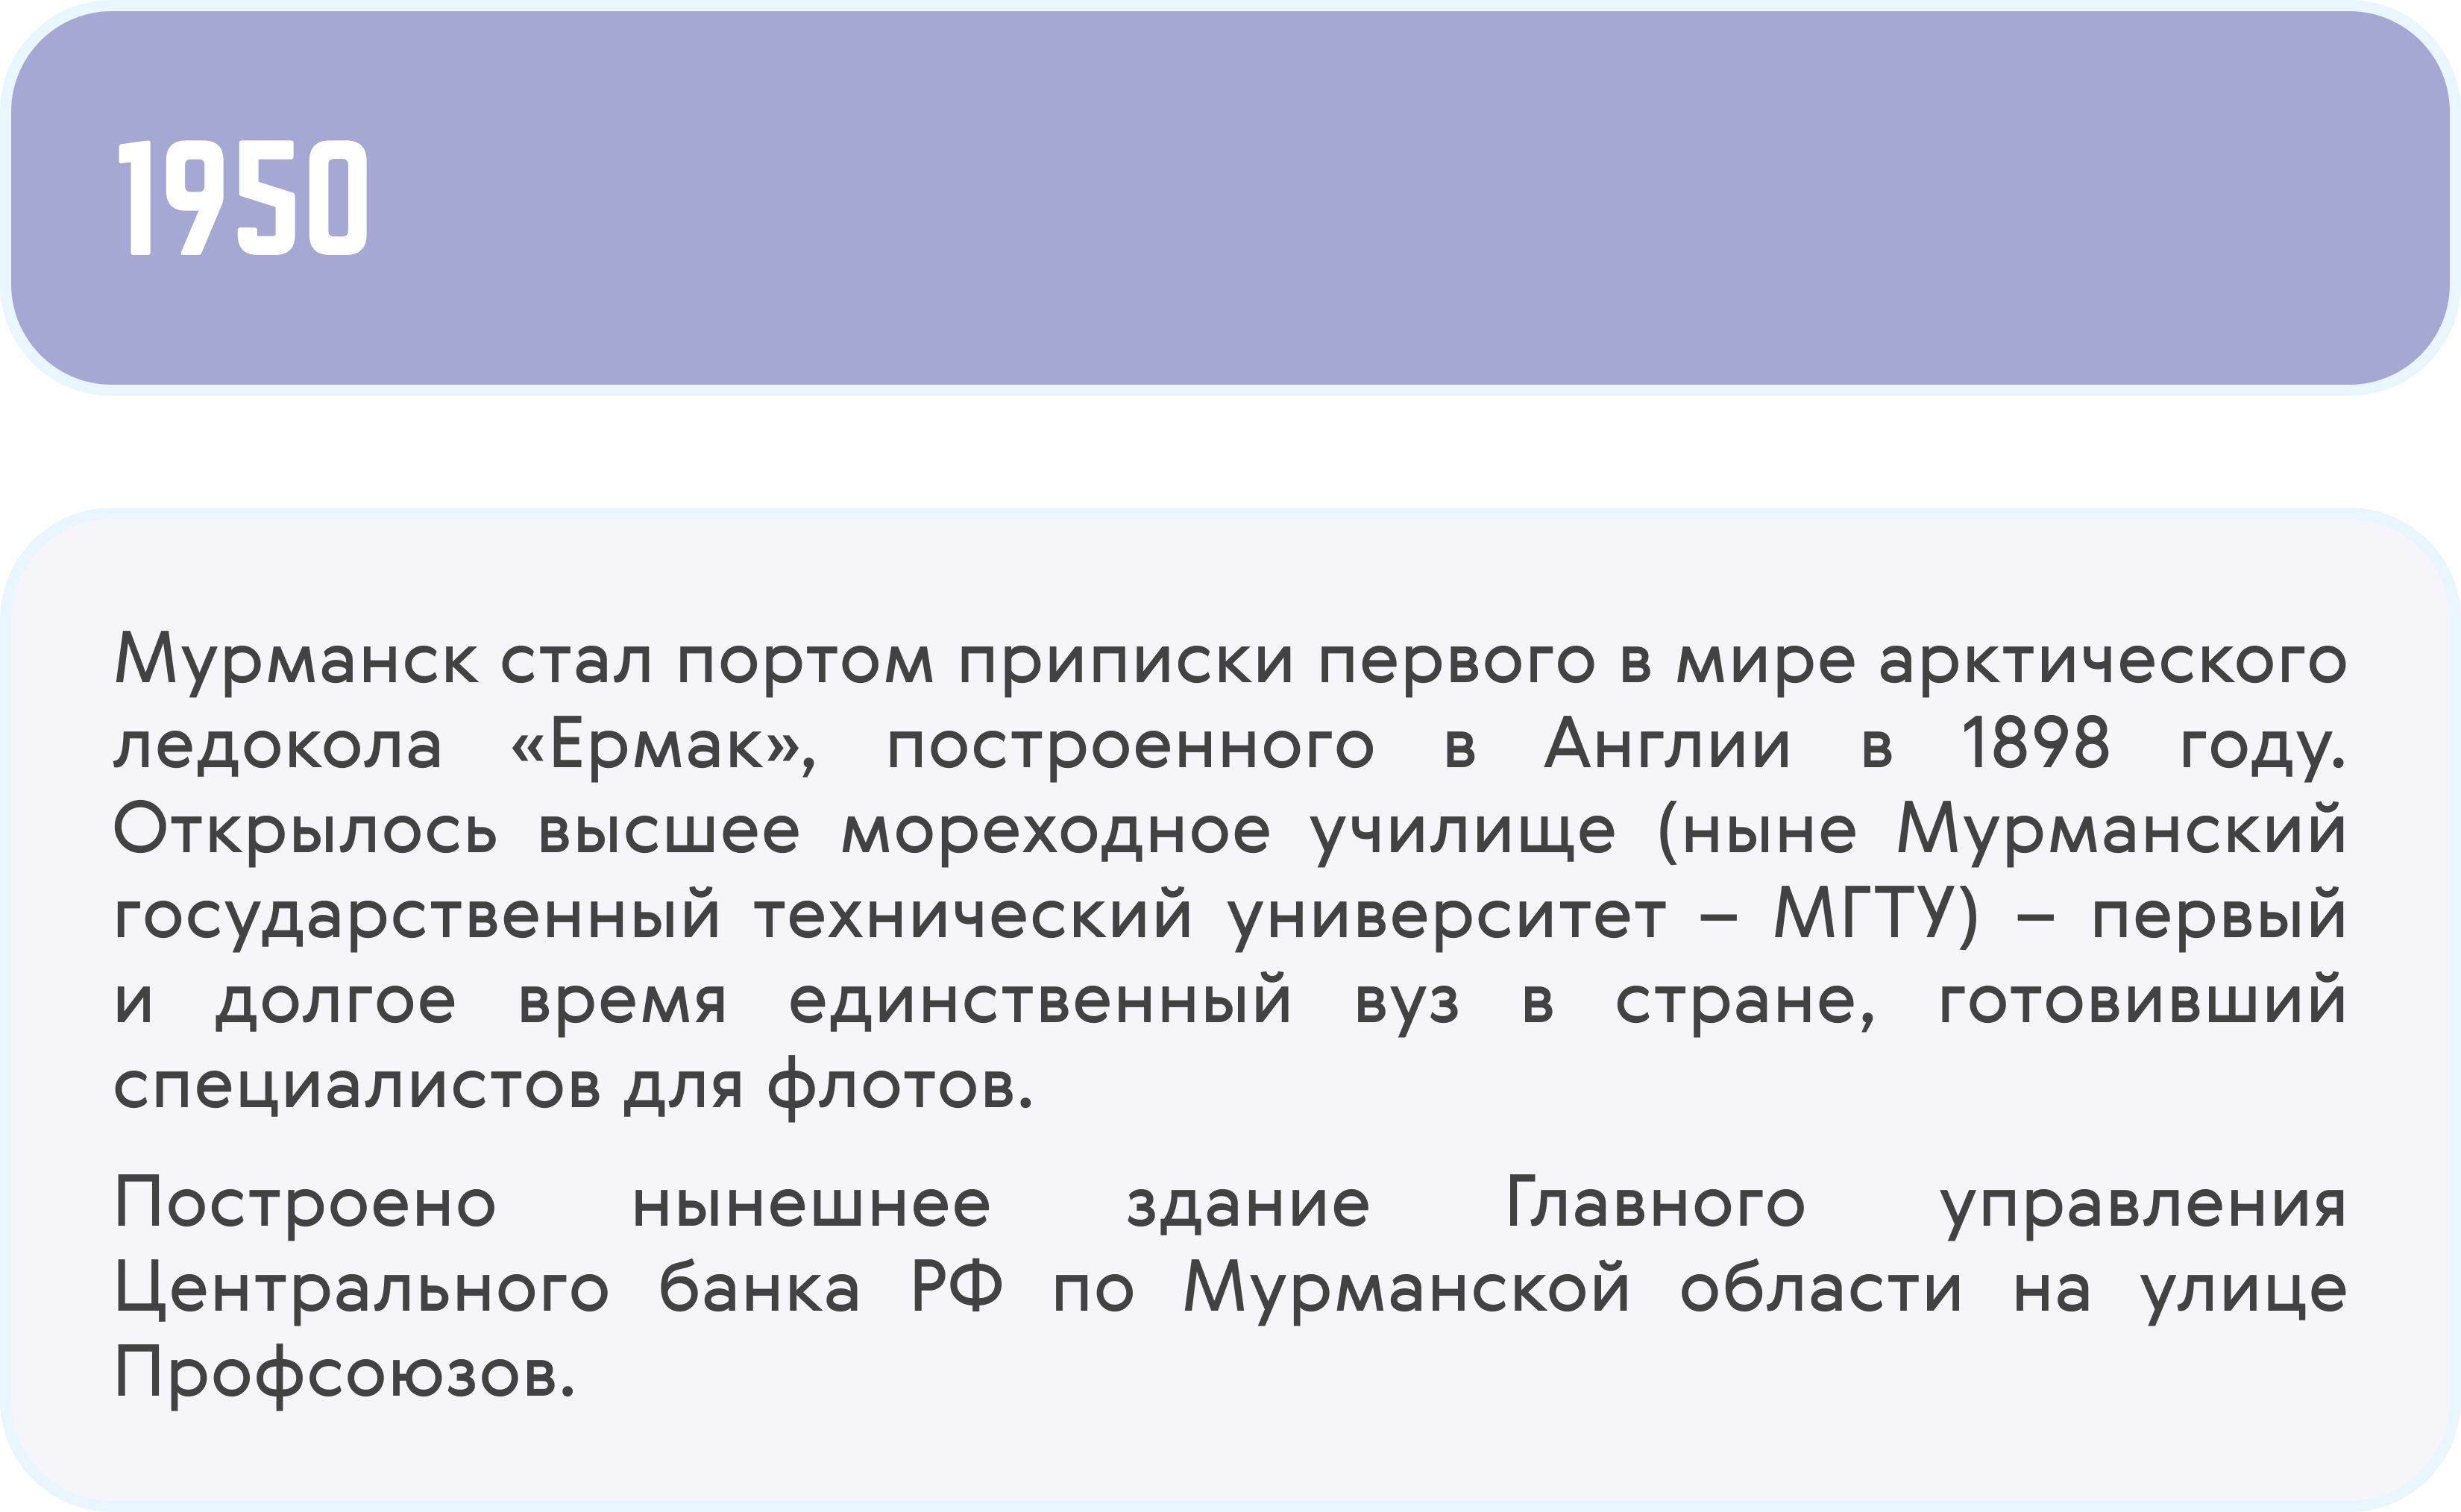 1950
Мурманск стал портом приписки первого в мире арктического
ледокола «Ермак», построенного в Англии в 1898 году.
Открылось высшее мореходное училище (ныне Мурманский
государственный технический университет – МГТУ) – первый
и долгое время единственный вуз в стране, готовивший
специалистов для флотов.
Построено нынешнее здание Главного управления
Центрального банка РФ по Мурманской области на улице
Профсоюзов.